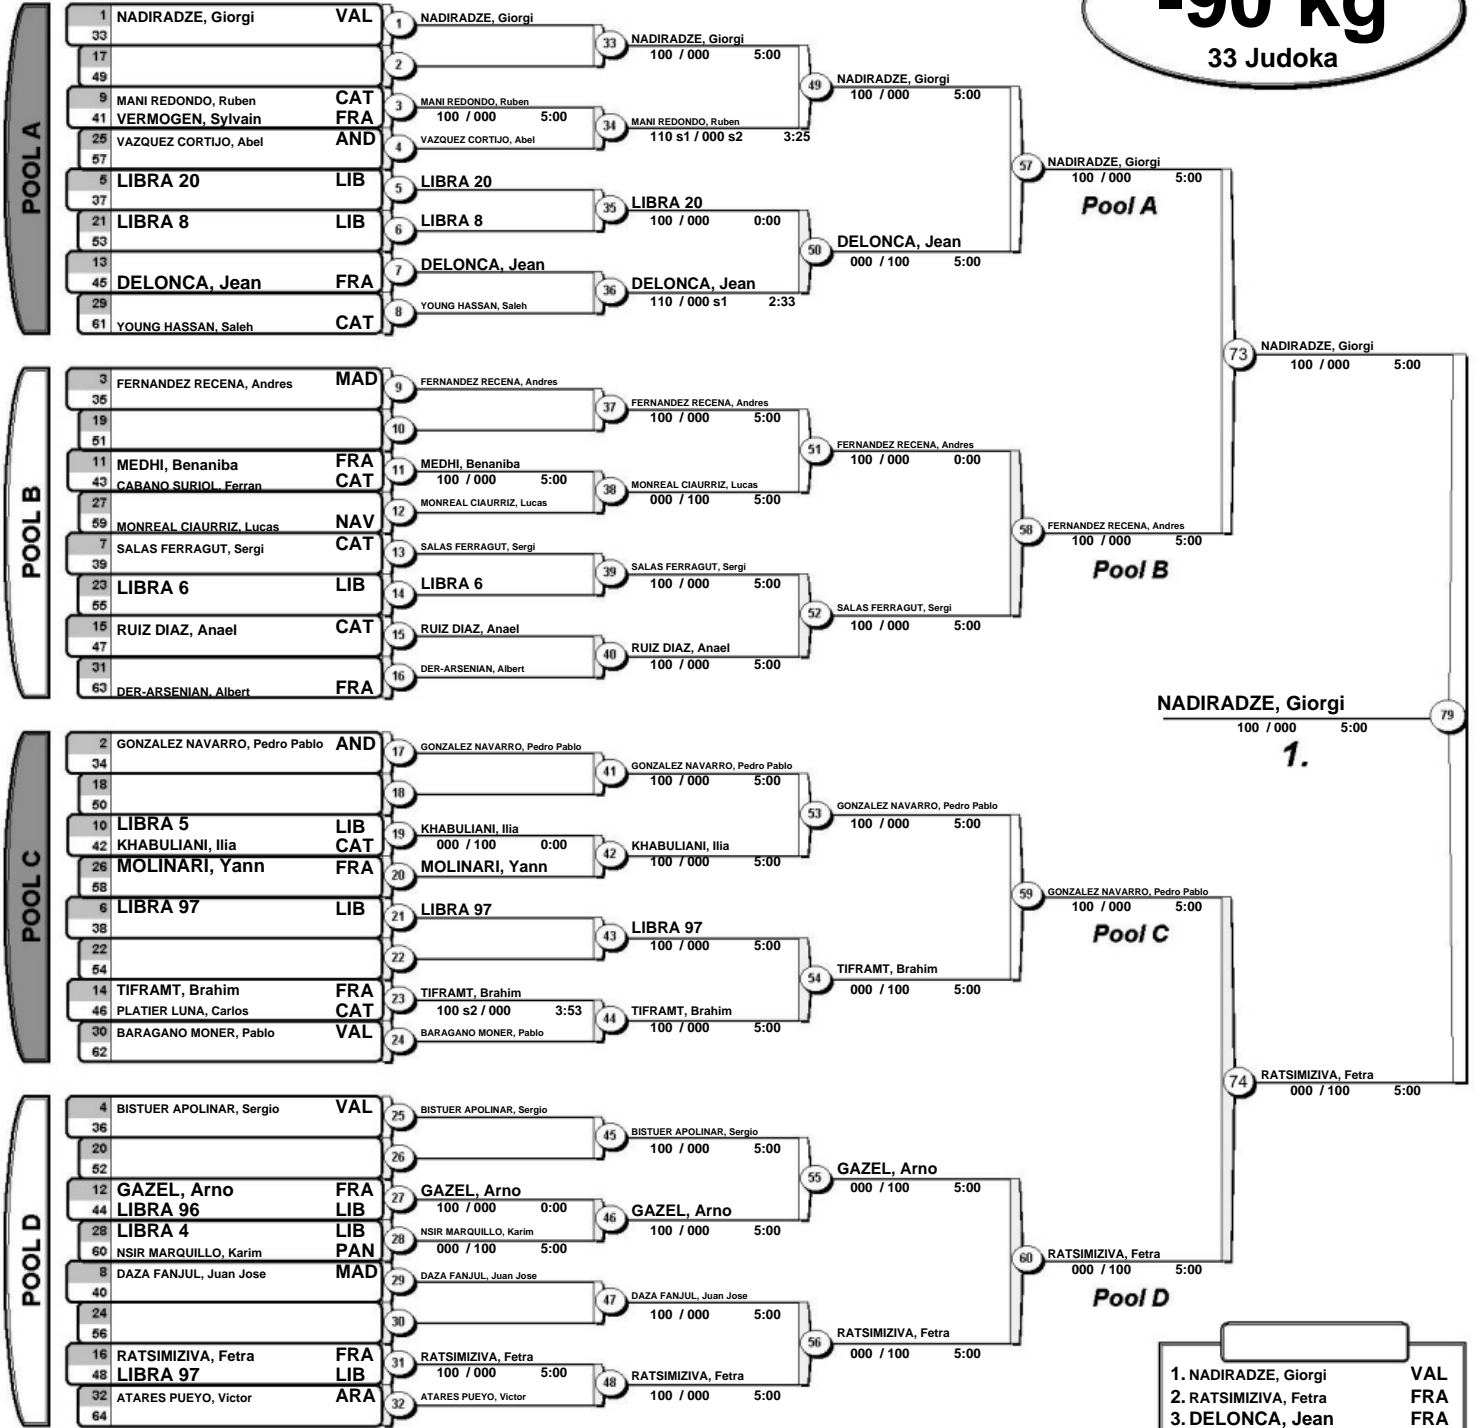 -90 kg
33 Judoka
POOL A
1 NADIRADZE, Giorgi VAL
33
17
49
9 MANI REDONDO, Ruben CAT
41 VERMOGEN, Sylvain FRA
25 VAZQUEZ CORTIJO, Abel AND
57
5 LIBRA 20 LIB
37
21 LIBRA 8 LIB
53
13
45 DELONCA, Jean FRA
29
61 YOUNG HASSAN, Saleh CAT
1 NADIRADZE, Giorgi
2
3 MANI REDONDO, Ruben
100 / 000 5:00
4 VAZQUEZ CORTIJO, Abel
5 LIBRA 20
6 LIBRA 8
7 DELONCA, Jean
8 YOUNG HASSAN, Saleh
33 NADIRADZE, Giorgi
100 / 000 5:00
34 MANI REDONDO, Ruben
110 s1 / 000 s2 3:25
35 LIBRA 20
100 / 000 0:00
36 DELONCA, Jean
110 / 000 s1 2:33
49 NADIRADZE, Giorgi
100 / 000 5:00
50 DELONCA, Jean
000 / 100 5:00
57 NADIRADZE, Giorgi
100 / 000 5:00
Pool A
POOL B
3 FERNANDEZ RECENA, Andres MAD
35
19
51
11 MEDHI, Benaniba FRA
43 CABANO SURIOL, Ferran CAT
27
59 MONREAL CIAURRIZ, Lucas NAV
7 SALAS FERRAGUT, Sergi CAT
39
23 LIBRA 6 LIB
55
15 RUIZ DIAZ, Anael CAT
47
31
63 DER-ARSENIAN, Albert FRA
9 FERNANDEZ RECENA, Andres
10
11 MEDHI, Benaniba
100 / 000 5:00
12 MONREAL CIAURRIZ, Lucas
13 SALAS FERRAGUT, Sergi
14 LIBRA 6
15 RUIZ DIAZ, Anael
16 DER-ARSENIAN, Albert
37 FERNANDEZ RECENA, Andres
100 / 000 5:00
38 MONREAL CIAURRIZ, Lucas
000 / 100 5:00
39 SALAS FERRAGUT, Sergi
100 / 000 5:00
40 RUIZ DIAZ, Anael
100 / 000 5:00
51 FERNANDEZ RECENA, Andres
100 / 000 0:00
52 SALAS FERRAGUT, Sergi
100 / 000 5:00
58 FERNANDEZ RECENA, Andres
100 / 000 5:00
Pool B
73 NADIRADZE, Giorgi
100 / 000 5:00
NADIRADZE, Giorgi 79
100 / 000 5:00
1.
POOL C
2 GONZALEZ NAVARRO, Pedro Pablo AND
34
18
50
10 LIBRA 5 LIB
42 KHABULIANI, Ilia CAT
26 MOLINARI, Yann FRA
58
6 LIBRA 97 LIB
38
22
54
14 TIFRAMT, Brahim FRA
46 PLATIER LUNA, Carlos CAT
30 BARAGANO MONER, Pablo VAL
62
17 GONZALEZ NAVARRO, Pedro Pablo
18
19 KHABULIANI, Ilia
000 / 100 0:00
20 MOLINARI, Yann
21 LIBRA 97
22
23 TIFRAMT, Brahim
100 s2 / 000 3:53
24 BARAGANO MONER, Pablo
41 GONZALEZ NAVARRO, Pedro Pablo
100 / 000 5:00
42 KHABULIANI, Ilia
100 / 000 5:00
43 LIBRA 97
100 / 000 5:00
44 TIFRAMT, Brahim
100 / 000 5:00
53 GONZALEZ NAVARRO, Pedro Pablo
100 / 000 5:00
54 TIFRAMT, Brahim
000 / 100 5:00
59 GONZALEZ NAVARRO, Pedro Pablo
100 / 000 5:00
Pool C
POOL D
4 BISTUER APOLINAR, Sergio VAL
36
20
52
12 GAZEL, Arno FRA
44 LIBRA 96 LIB
28 LIBRA 4 LIB
60 NSIR MARQUILLO, Karim PAN
8 DAZA FANJUL, Juan Jose MAD
40
24
56
16 RATSIMIZIVA, Fetra FRA
48 LIBRA 97 LIB
32 ATARES PUEYO, Victor ARA
64
25 BISTUER APOLINAR, Sergio
26
27 GAZEL, Arno
100 / 000 0:00
28 NSIR MARQUILLO, Karim
000 / 100 5:00
29 DAZA FANJUL, Juan Jose
30
31 RATSIMIZIVA, Fetra
100 / 000 5:00
32 ATARES PUEYO, Victor
45 BISTUER APOLINAR, Sergio
100 / 000 5:00
46 GAZEL, Arno
100 / 000 5:00
47 DAZA FANJUL, Juan Jose
100 / 000 5:00
48 RATSIMIZIVA, Fetra
100 / 000 5:00
55 GAZEL, Arno
000 / 100 5:00
56 RATSIMIZIVA, Fetra
000 / 100 5:00
60 RATSIMIZIVA, Fetra
000 / 100 5:00
Pool D
74 RATSIMIZIVA, Fetra
000 / 100 5:00
1. NADIRADZE, Giorgi VAL
2. RATSIMIZIVA, Fetra FRA
3. DELONCA, Jean FRA